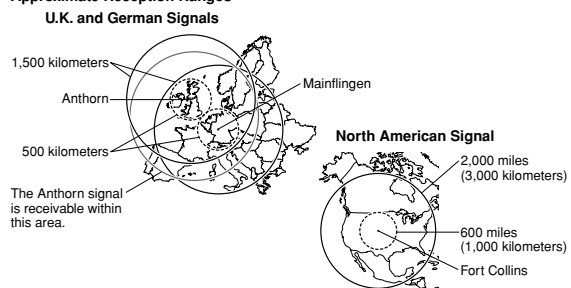 Approximate Reception Ranges
U.K. and German Signals
1,500 kilometers
Anthorn
Mainflingen
500 kilometers
The Anthorn signal
is receivable within
this area.
North American Signal
2,000 miles
(3,000 kilometers)
600 miles
(1,000 kilometers)
Fort Collins